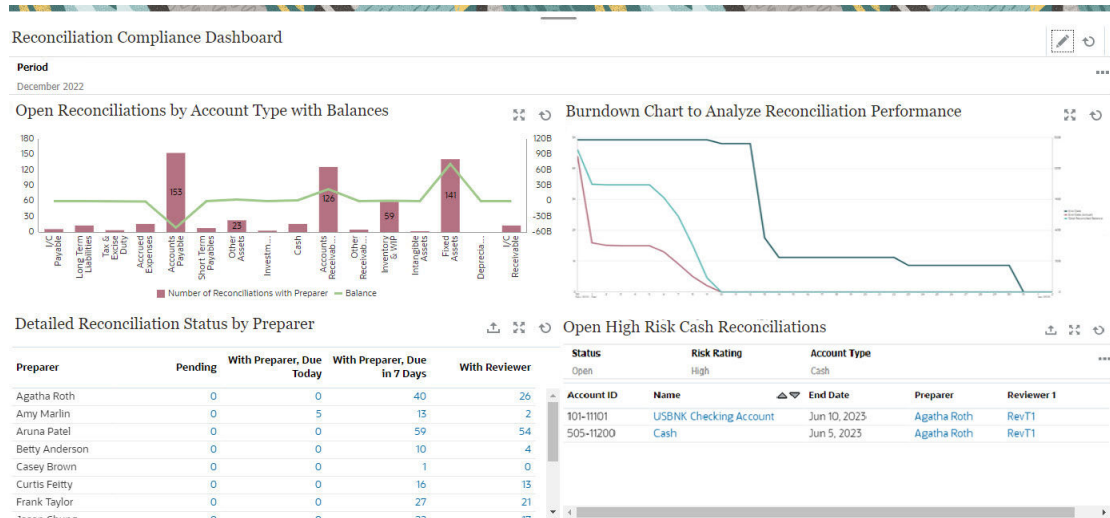 Reconciliation Compliance Dashboard
Period
December 2022
Open Reconciliations by Account Type with Balances
180
150
120
90
60
30
0
120B
90B
60B
30B
0
-30B
-60B
153
23
126
59
141
I/C Payable
Long Term Liabilities
Tax & Excise Duty
Accrued Expenses
Accounts Payable
Short Term Payables
Other Assets
Investm...
Cash
Accounts Receivab...
Other Receivab...
Inventory & WIP
Intangible Assets
Fixed Assets
Deprecia...
I/C Receivable
Number of Reconciliations with Preparer
Balance
Burndown Chart to Analyze Reconciliation Performance
Detailed Reconciliation Status by Preparer
Preparer Pending With Preparer, Due Today With Preparer, Due in 7 Days With Reviewer
Agatha Roth 0 0 40 26
Amy Marlin 0 5 13 2
Aruna Patel 0 0 59 54
Betty Anderson 0 0 10 4
Casey Brown 0 0 1 0
Curtis Feitty 0 0 16 13
Frank Taylor 0 0 27 21
Open High Risk Cash Reconciliations
Status Risk Rating Account Type
Open High Cash
Account ID Name End Date Preparer Reviewer 1
101-11101 USBNK Checking Account Jun 10, 2023 Agatha Roth RevT1
505-11200 Cash Jun 5, 2023 Agatha Roth RevT1